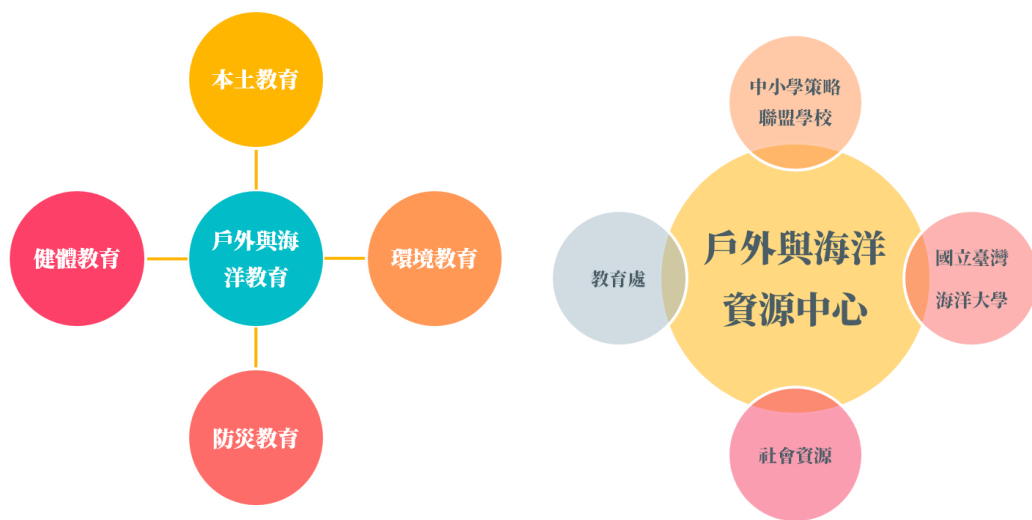 本土教育
健體教育
戶外與海
洋教育
環境教育
防災教育
中小學策略
聯盟學校
教育處
戶外與海洋
資源中心
國立臺灣
海洋大學
社會資源